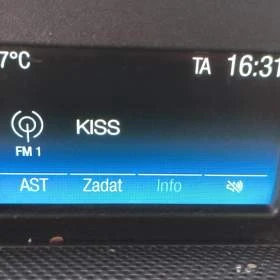 7°C TA 16:31
KISS
FM 1
AST Zadat Info